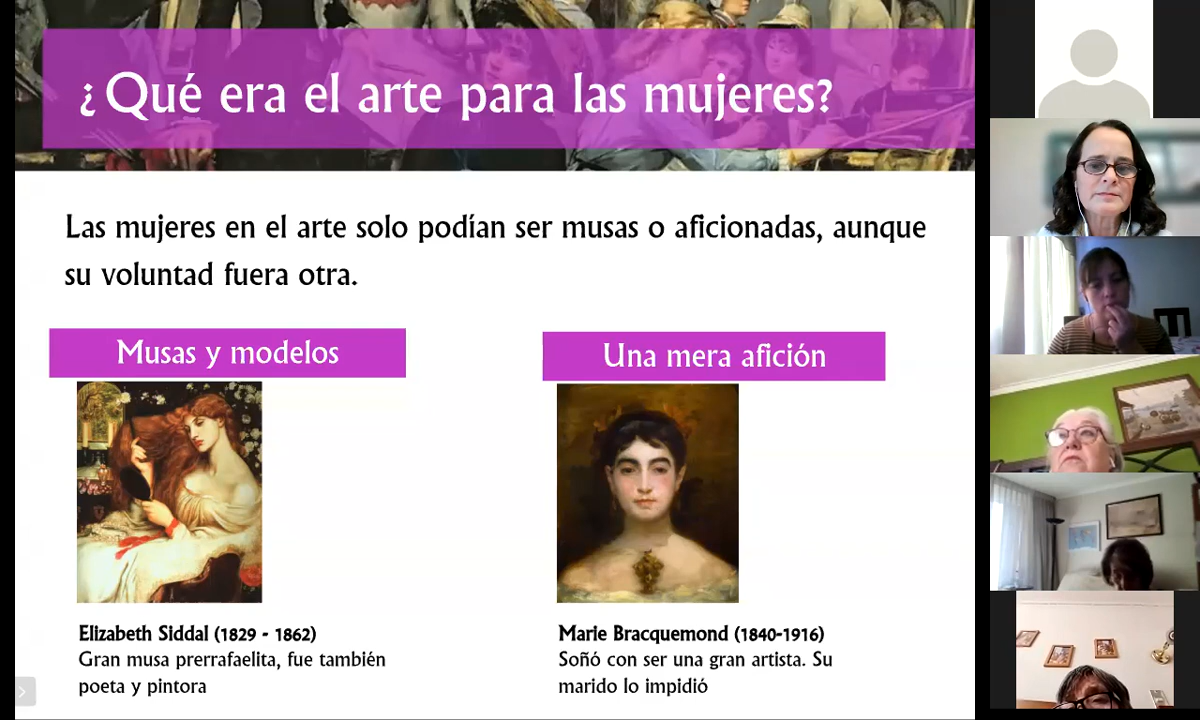 ¿Qué era el arte para las mujeres?
Las mujeres en el arte solo podían ser musas o aficionadas, aunque
su voluntad fuera otra.
Musas y modelos
Una mera afición
Elizabeth Siddal (1829 - 1862)
Gran musa prerrafaelita, fue también
poeta y pintora
Marie Bracquemond (1840-1916)
Soñó con ser una gran artista. Su
marido lo impidió